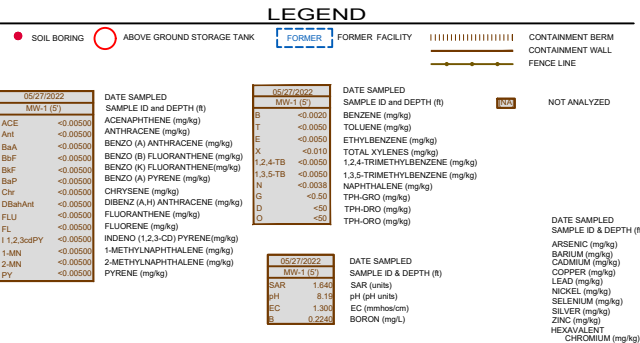 LEGEND
SOIL BORING
ABOVE GROUND STORAGE TANK
FORMER
FORMER FACILITY
CONTAINMENT BERM
CONTAINMENT WALL
FENCE LINE
05/27/2022 DATE SAMPLED
MW-1 (5') SAMPLE ID and DEPTH (ft)
ACE <0.00500 ACENAPHTHENE (mg/kg)
Ant <0.00500 ANTHRACENE (mg/kg)
BaA <0.00500 BENZO (A) ANTHRACENE (mg/kg)
BbF <0.00500 BENZO (B) FLUORANTHENE (mg/kg)
BkF <0.00500 BENZO (K) FLUORANTHENE(mg/kg)
BaP <0.00500 BENZO (A) PYRENE (mg/kg)
Chr <0.00500 CHRYSENE (mg/kg)
DBahAnt <0.00500 DIBENZ (A,H) ANTHRACENE (mg/kg)
FLU <0.00500 FLUORANTHENE (mg/kg)
FL <0.00500 FLUORENE (mg/kg)
I 1,2,3cdPY <0.00500 INDENO (1,2,3-CD) PYRENE(mg/kg)
1-MN <0.00500 1-METHYLNAPHTHALENE (mg/kg)
2-MN <0.00500 2-METHYLNAPHTHALENE (mg/kg)
PY <0.00500 PYRENE (mg/kg)
05/27/2022 DATE SAMPLED
MW-1 (5') SAMPLE ID and DEPTH (ft)
B <0.0020 BENZENE (mg/kg)
T <0.0050 TOLUENE (mg/kg)
E <0.0050 ETHYLBENZENE (mg/kg)
X <0.010 TOTAL XYLENES (mg/kg)
1,2,4-TB <0.0050 1,2,4-TRIMETHYLBENZENE (mg/kg)
1,3,5-TB <0.0050 1,3,5-TRIMETHYLBENZENE (mg/kg)
N <0.0038 NAPHTHALENE (mg/kg)
G <0.50 TPH-GRO (mg/kg)
D <50 TPH-DRO (mg/kg)
O <50 TPH-ORO (mg/kg)
05/27/2022 DATE SAMPLED
MW-1 (5') SAMPLE ID & DEPTH (ft)
SAR 1.640 SAR (units)
pH 8.19 pH (pH units)
EC 1.300 EC (mmhos/cm)
B 0.2240 BORON (mg/L)
NA NOT ANALYZED
DATE SAMPLED
SAMPLE ID & DEPTH (ft
ARSENIC (mg/kg)
BARIUM (mg/kg)
CADMIUM (mg/kg)
COPPER (mg/kg)
LEAD (mg/kg)
NICKEL (mg/kg)
SELENIUM (mg/kg)
SILVER (mg/kg)
ZINC (mg/kg)
HEXAVALENT
CHROMIUM (mg/kg)